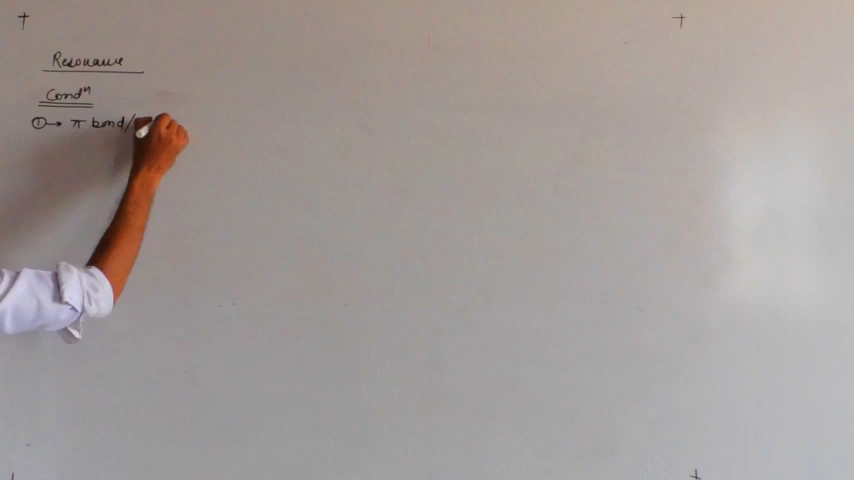 Resonance
Condⁿ
①→ π bond/